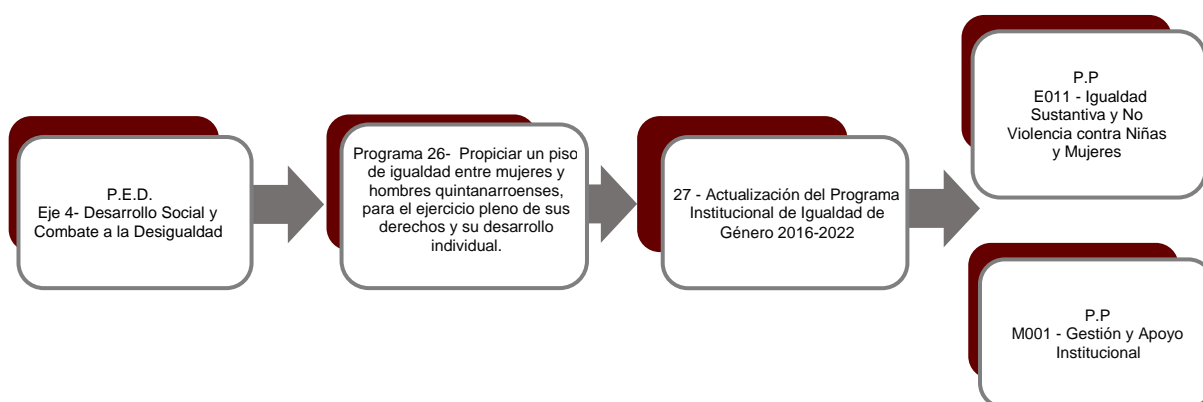 P.E.D.
Eje 4- Desarrollo Social y
Combate a la Desigualdad
Programa 26- Propiciar un piso
de igualdad entre mujeres y
hombres quintanarroenses,
para el ejercicio pleno de sus
derechos y su desarrollo
individual.
27 - Actualización del Programa
Institucional de Igualdad de
Género 2016-2022
P.P
E011 - Igualdad
Sustantiva y No
Violencia contra Niñas
y Mujeres
P.P
M001 - Gestión y Apoyo
Institucional